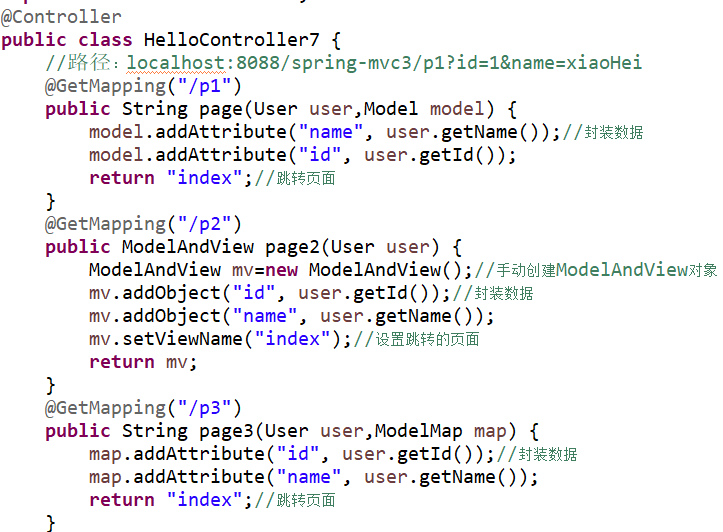 @Controller
public class HelloController7 {
    //路径：localhost:8088/spring-mvc3/p1?id=1&name=xiaoHei
    @GetMapping("/p1")
    public String page(User user,Model model) {
        model.addAttribute("name", user.getName());//封装数据
        model.addAttribute("id", user.getId());
        return "index";//跳转页面
    }
    @GetMapping("/p2")
    public ModelAndView page2(User user) {
        ModelAndView mv=new ModelAndView();//手动创建ModelAndView对象
        mv.addObject("id", user.getId());//封装数据
        mv.addObject("name", user.getName());
        mv.setViewName("index");//设置跳转的页面
        return mv;
    }
    @GetMapping("/p3")
    public String page3(User user,ModelMap map) {
        map.addAttribute("id", user.getId());//封装数据
        map.addAttribute("name", user.getName());
        return "index";//跳转页面
    }